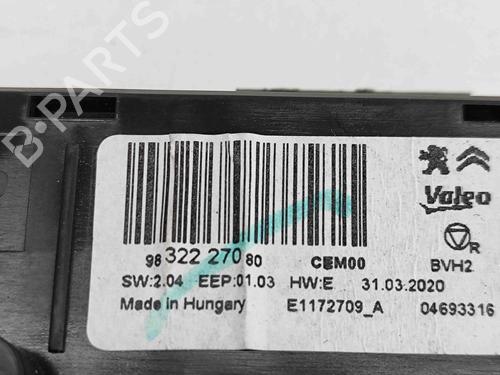 B-PARTS
Valeo
R
98 322 270 80 CEM00
BVH2
SW:2.04 EEP:01.03 HW:E 31.03.2020
Made in Hungary E1172709_A 04693316